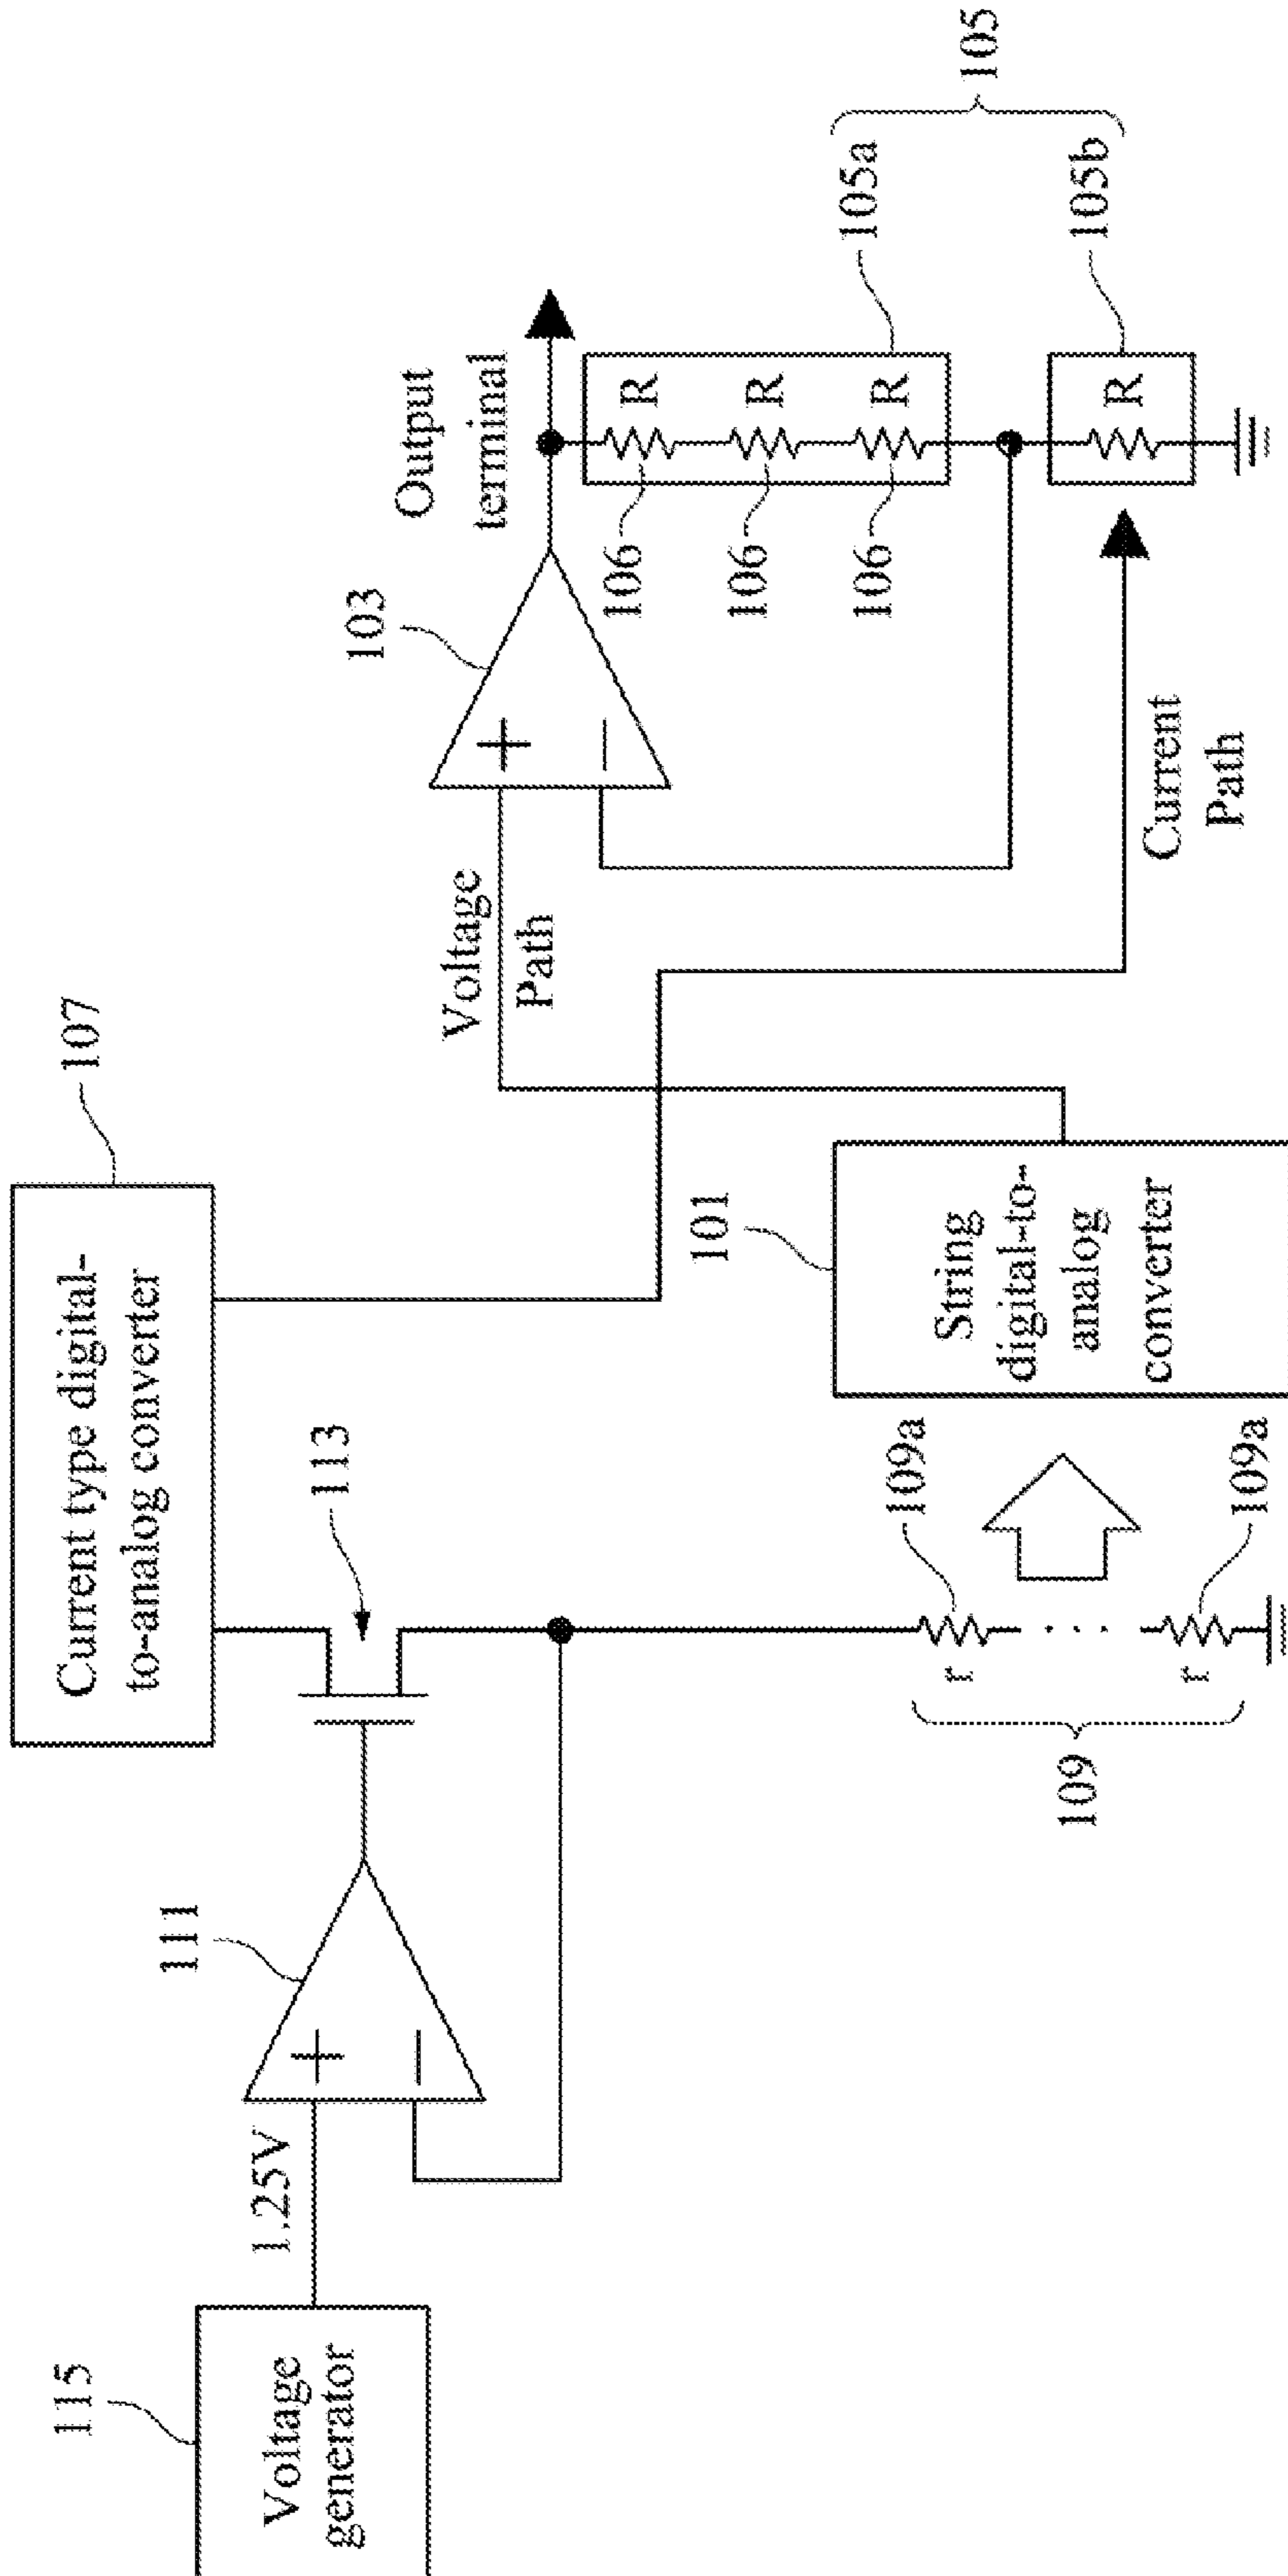 115
Voltage
generator
1.25V
111
113
107
Current type digital-
to-analog converter
109
r
r
109a
109a
101
String
digital-to-
analog
converter
Voltage
Path
103
Output
terminal
106
106
106
R
R
R
R
Current
Path
105a
105b
105